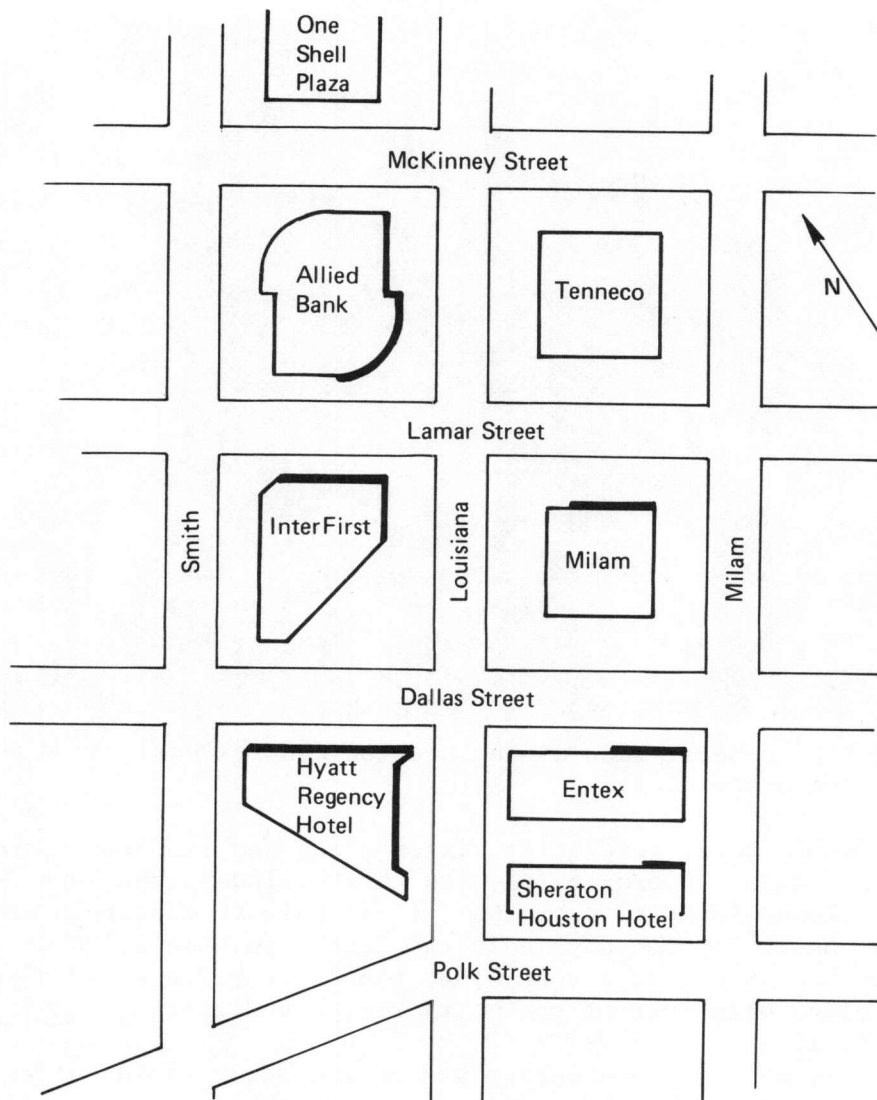 One
Shell
Plaza
McKinney Street
Allied
Bank
Tenneco
N
Lamar Street
Smith
InterFirst
Louisiana
Milam
Milam
Dallas Street
Hyatt
Regency
Hotel
Entex
Sheraton
Houston Hotel
Polk Street